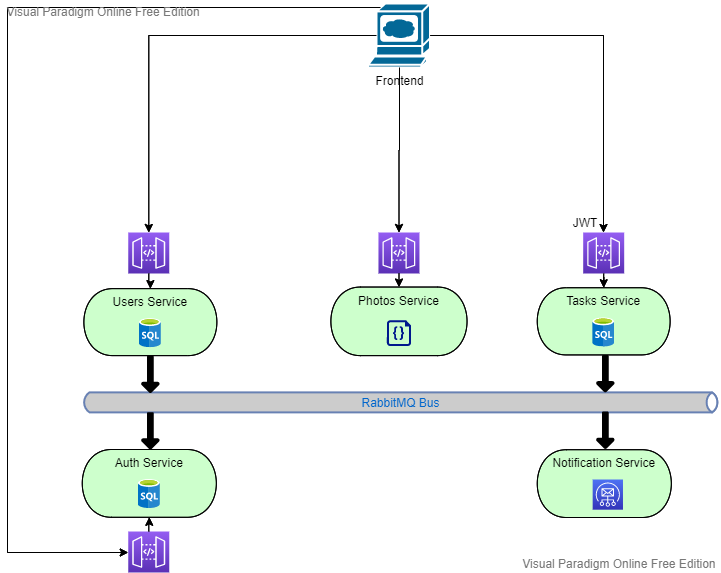 Visual Paradigm Online Free Edition
Frontend
JWT
Users Service
Photos Service
Tasks Service
SQL
{}
SQL
RabbitMQ Bus
Auth Service
Notification Service
SQL
Visual Paradigm Online Free Edition